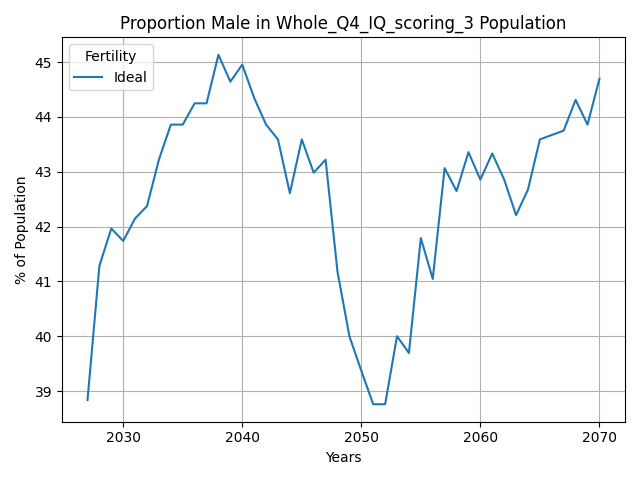 Proportion Male in Whole_Q4_IQ_scoring_3 Population
Fertility
Ideal
% of Population
45
44
43
42
41
40
39
2030 2040 2050 2060 2070
Years